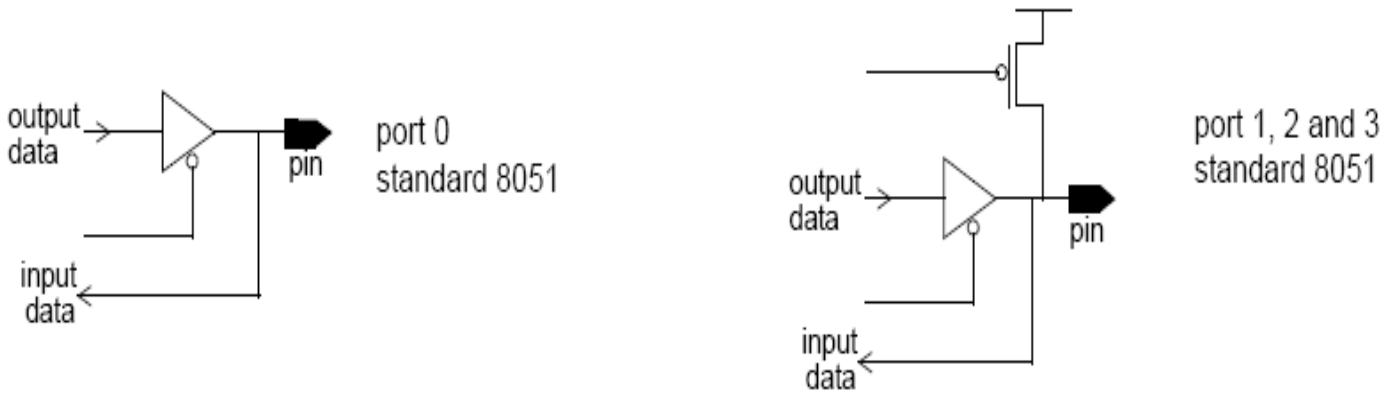 output
data
pin
port 0
standard 8051
input
data
output
data
pin
port 1, 2 and 3
standard 8051
input
data